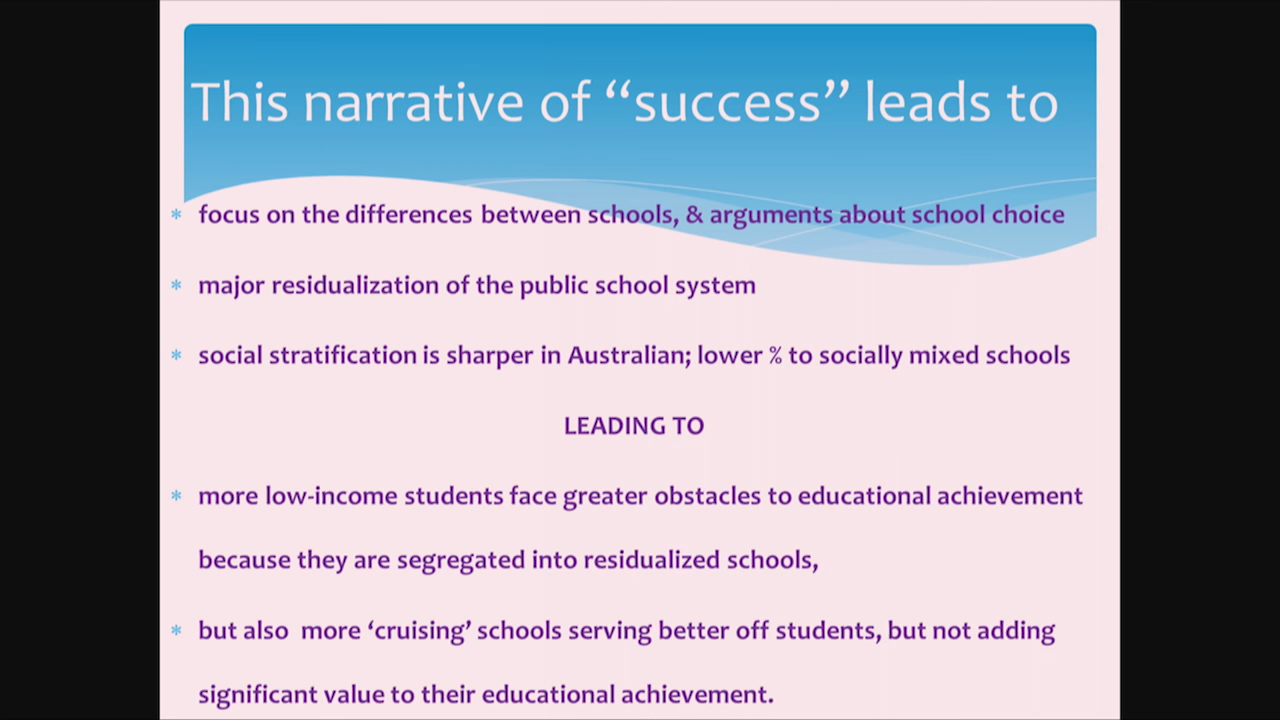 This narrative of “success” leads to
* focus on the differences between schools, & arguments about school choice
* major residualization of the public school system
* social stratification is sharper in Australian; lower % to socially mixed schools
LEADING TO
* more low-income students face greater obstacles to educational achievement
because they are segregated into residualized schools,
* but also  more ‘cruising’ schools serving better off students, but not adding
significant value to their educational achievement.